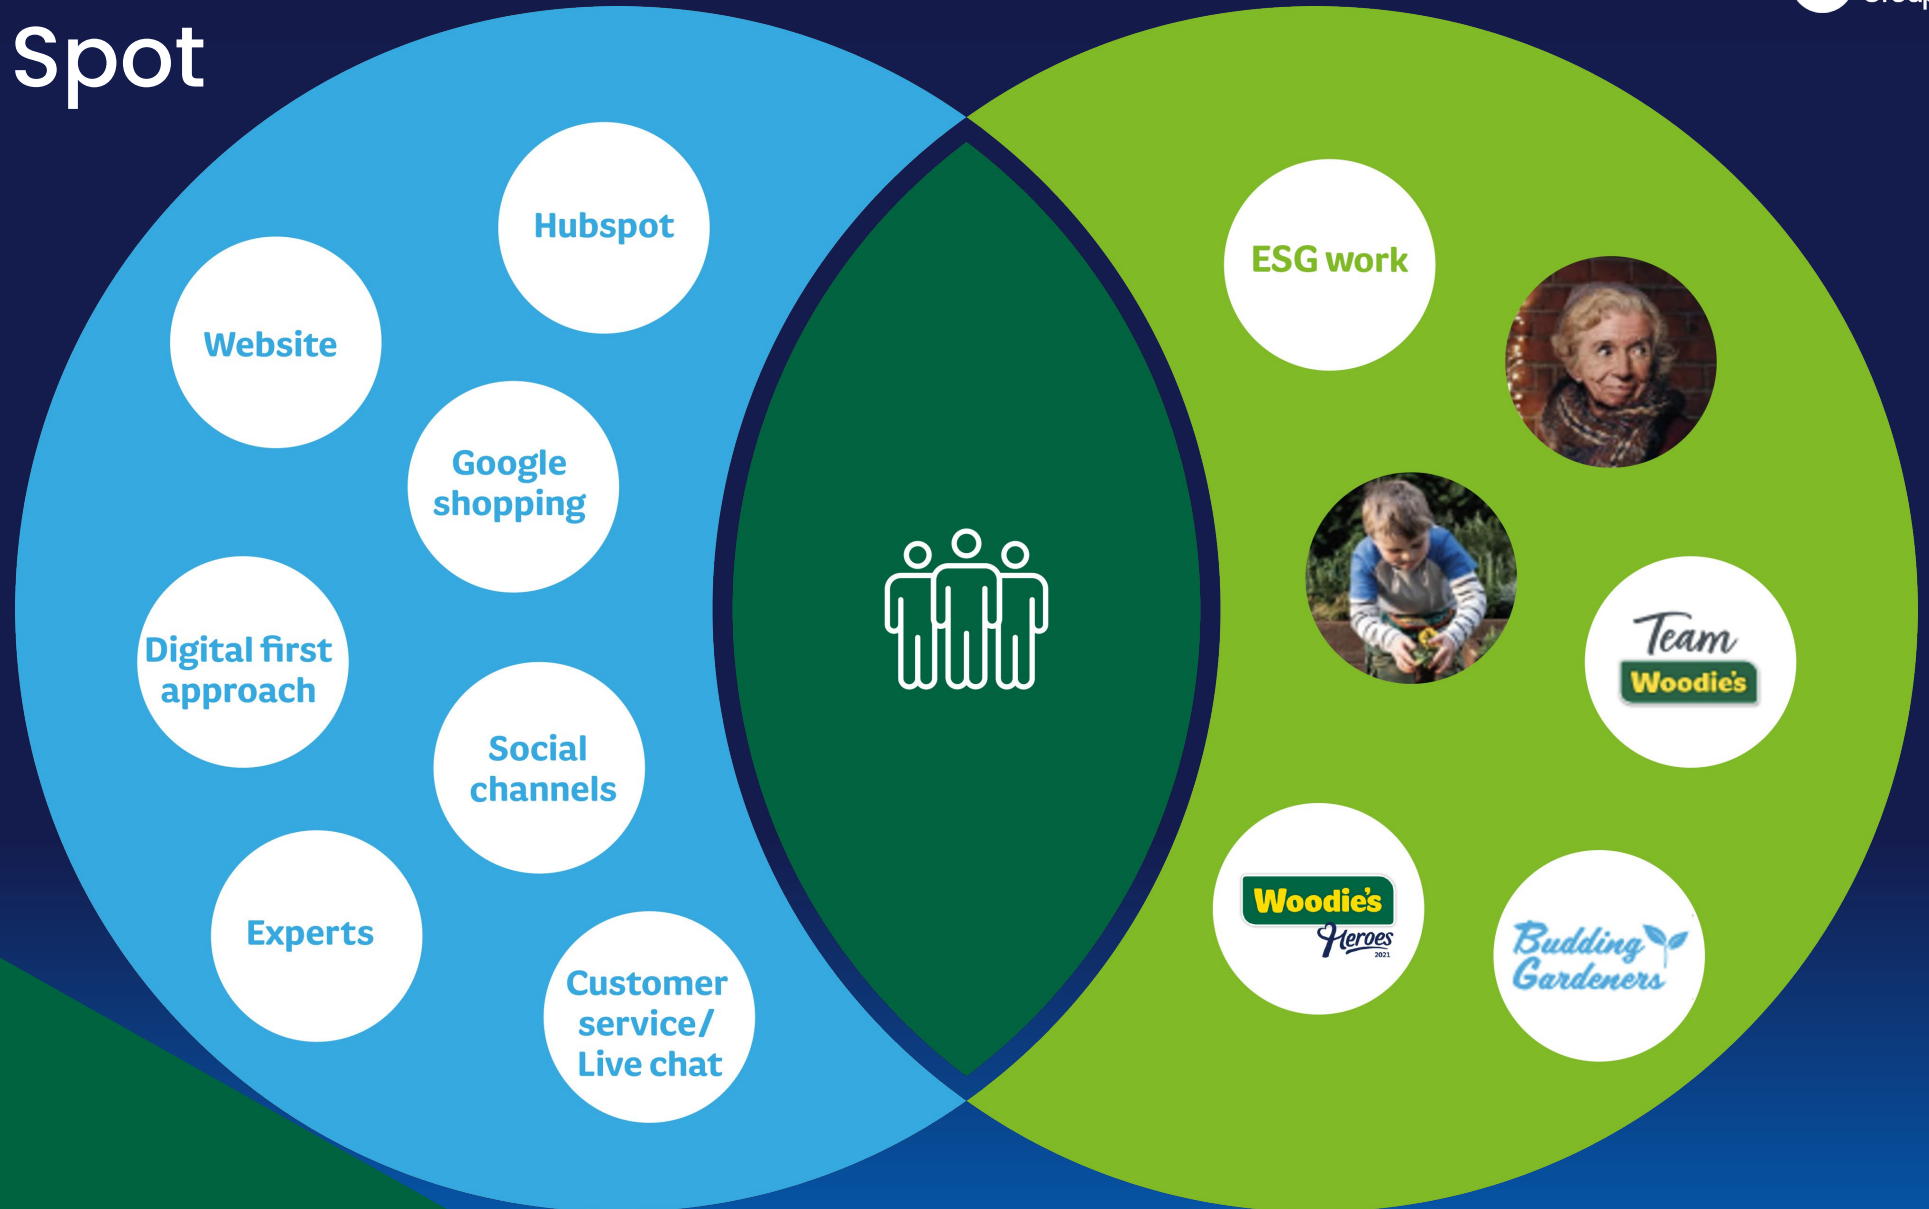 Spot
Hubspot
Website
Google
shopping
Digital first
approach
Social
channels
Experts
Customer
service/
Live chat
ESG work
Team
Woodie's
Woodie's
Heroes
2021
Budding
Gardeners